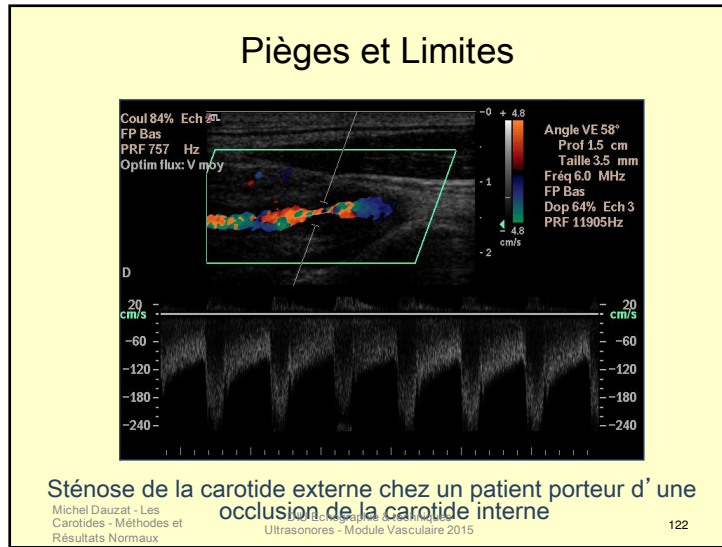 Pièges et Limites
Coul 84% Ech
FP Bas
PRF 757 Hz
Optim flux: V moy
0
1
2
+ 4.8
- 4.8
cm/s
Angle VE 58°
Prof 1.5 cm
Taille 3.5 mm
Fréq 6.0 MHz
FP Bas
Dop 64% Ech 3
PRF 11905Hz
D
20
cm/s
-60
-120
-180
-240
20
cm/s
-60
-120
-180
-240
Sténose de la carotide externe chez un patient porteur d’une
occlusion de la carotide interne
Michel Dauzat - Les
Carotides - Méthodes et
Résultats Normaux
DIU Echographie & techniques
Ultrasonores - Module Vasculaire 2015
122